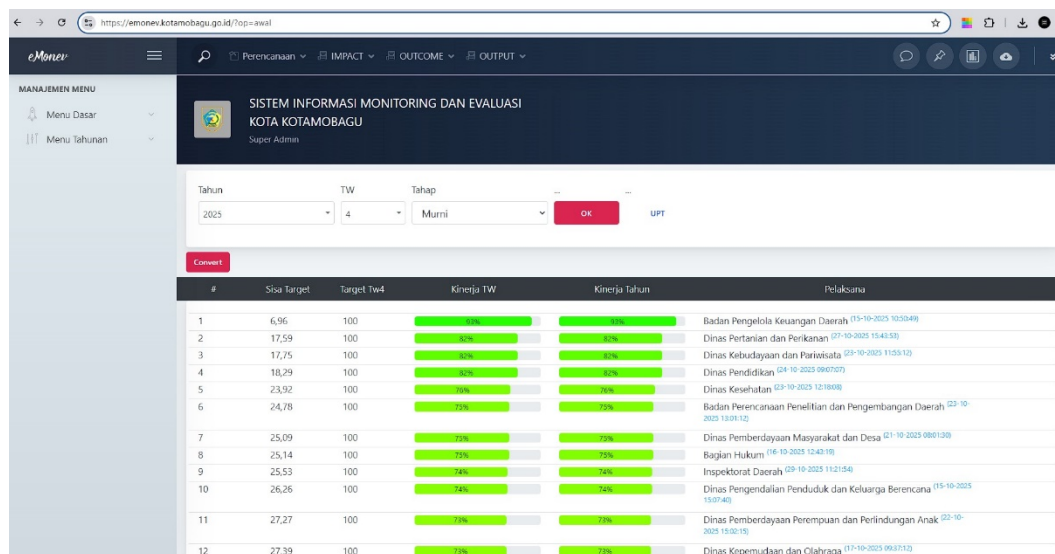 https://emonev.kotamobagu.go.id/?op=awal
eMonev
Perencanaan IMPACT OUTCOME OUTPUT
MANAJEMEN MENU
Menu Dasar
Menu Tahunan
SISTEM INFORMASI MONITORING DAN EVALUASI
KOTA KOTAMOBAGU
Super Admin
Tahun TW Tahap ... ...
2025 4 Murni OK UPT
Convert
# Sisa Target Target Tw4 Kinerja TW Kinerja Tahun Pelaksana
1 6,96 100 93% 93% Badan Pengelola Keuangan Daerah (15-10-2025 10:50:49)
2 17,59 100 82% 82% Dinas Pertanian dan Perikanan (27-10-2025 15:43:53)
3 17,75 100 82% 82% Dinas Kebudayaan dan Pariwisata (23-10-2025 11:55:12)
4 18,29 100 82% 82% Dinas Pendidikan (24-10-2025 09:07:07)
5 23,92 100 76% 76% Dinas Kesehatan (23-10-2025 12:18:08)
6 24,78 100 75% 75% Badan Perencanaan Penelitian dan Pengembangan Daerah (23-10-
2025 13:01:12)
7 25,09 100 75% 75% Dinas Pemberdayaan Masyarakat dan Desa (21-10-2025 08:01:30)
8 25,14 100 75% 75% Bagian Hukum (16-10-2025 12:43:19)
9 25,53 100 74% 74% Inspektorat Daerah (29-10-2025 11:21:54)
10 26,26 100 74% 74% Dinas Pengendalian Penduduk dan Keluarga Berencana (15-10-2025
15:07:40)
11 27,27 100 73% 73% Dinas Pemberdayaan Perempuan dan Perlindungan Anak (22-10-
2025 15:02:15)
12 27,39 100 73% 73% Dinas Kepemudaan dan Olahraga (17-10-2025 09:37:12)